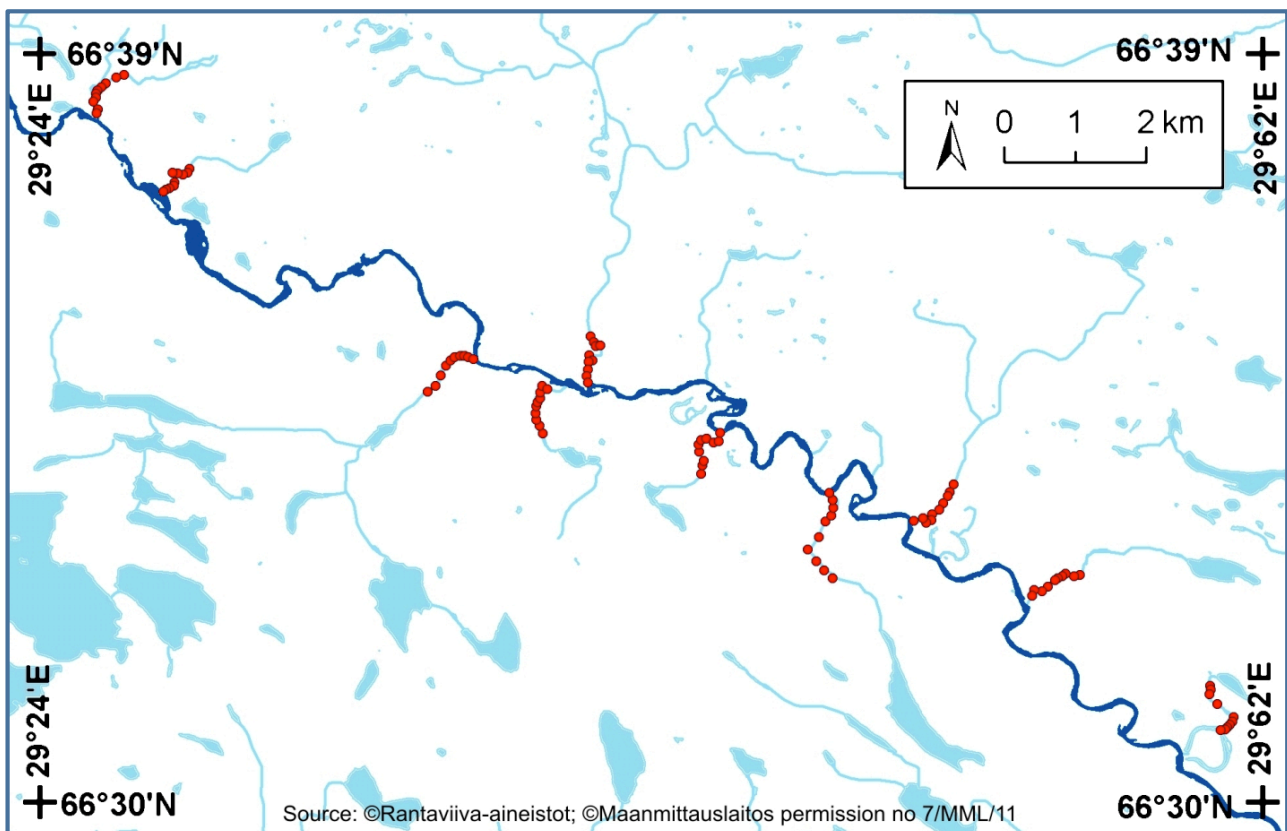 66°39'N
66°39'N
29°24'E
29°62'E
N
0 1 2 km
29°24'E
29°62'E
66°30'N
66°30'N
Source: ©Rantaviiva-aineistot; ©Maanmittauslaitos permission no 7/MML/11